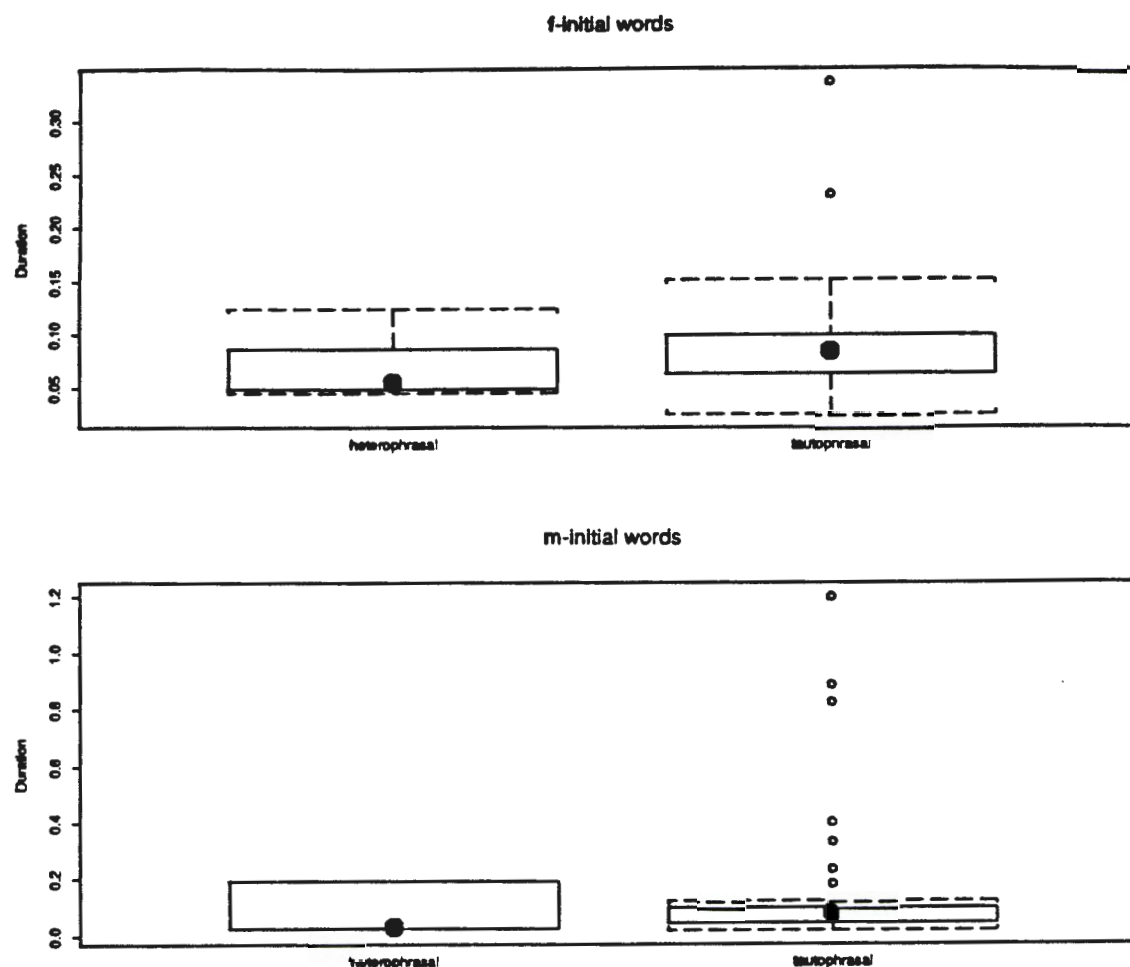 f-initial words
Duration
0.30
0.25
0.20
0.15
0.10
0.05
heterophrasal
tautophrasal
m-initial words
Duration
1.2
1.0
0.8
0.6
0.4
0.2
0.0
heterophrasal
tautophrasal